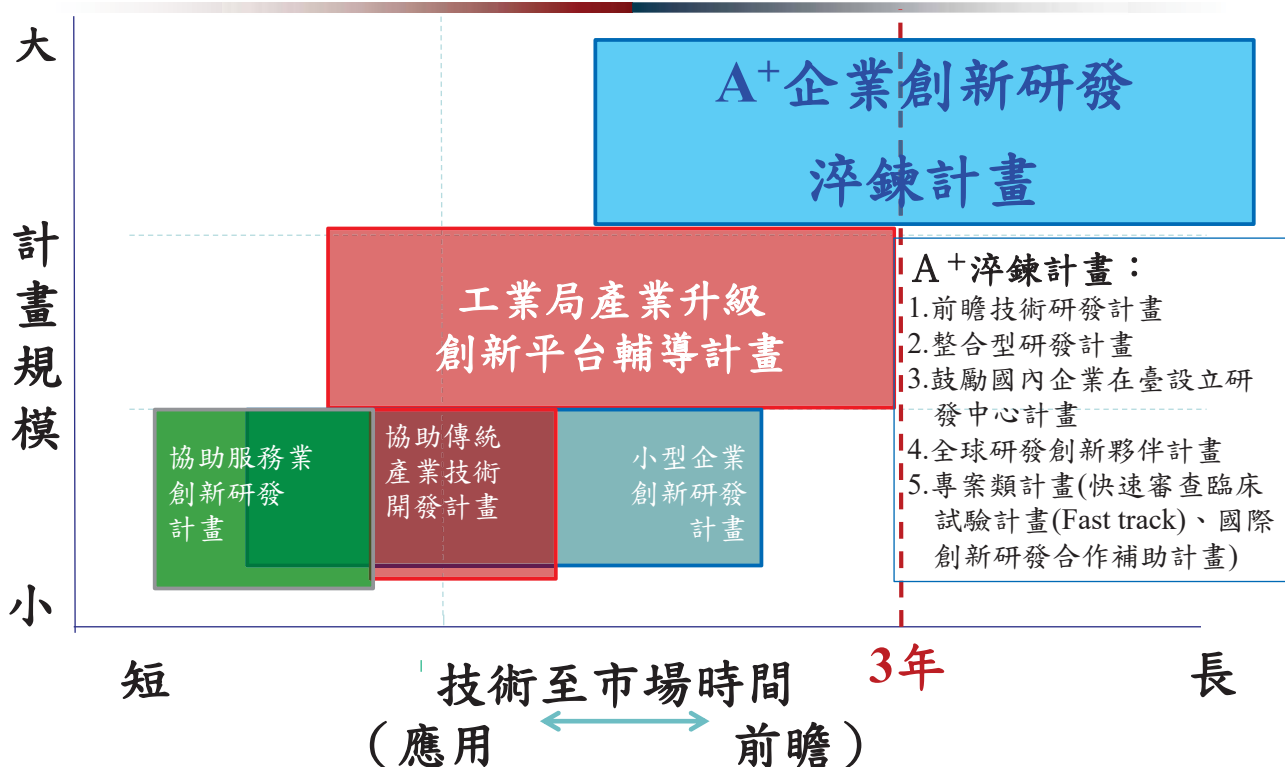 大
計
畫
規
模
小
A⁺企業創新研發
淬鍊計畫
工業局產業升級
創新平台輔導計畫
協助服務業
創新研發
計畫
協助傳統
產業技術
開發計畫
小型企業
創新研發
計畫
A⁺淬鍊計畫：
1.前瞻技術研發計畫
2.整合型研發計畫
3.鼓勵國內企業在臺設立研
發中心計畫
4.全球研發創新夥伴計畫
5.專案類計畫(快速審查臨床
試驗計畫(Fast track)、國際
創新研發合作補助計畫)
短
技術至市場時間
3年
長
（應用
前瞻）